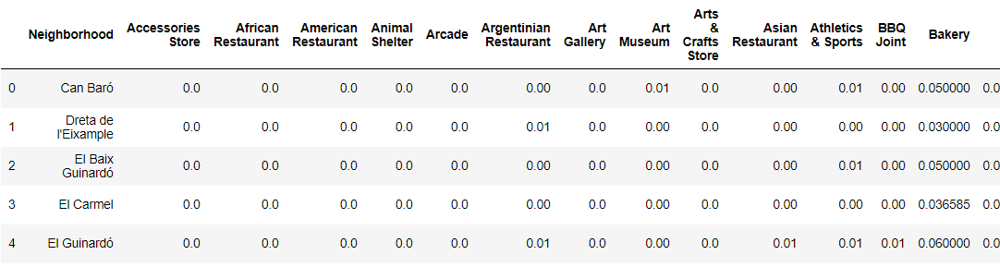 Neighborhood Accessories Store African Restaurant American Restaurant Animal Shelter Arcade Argentinian Restaurant Art Gallery Art Museum Arts & Crafts Store Asian Restaurant Athletics & Sports BBQ Joint Bakery
0 Can Baró 0.0 0.0 0.0 0.0 0.0 0.00 0.0 0.01 0.0 0.00 0.01 0.00 0.050000 0.0
1 Dreta de l'Eixample 0.0 0.0 0.0 0.0 0.0 0.01 0.0 0.00 0.0 0.00 0.00 0.00 0.030000 0.0
2 El Baix Guinardó 0.0 0.0 0.0 0.0 0.0 0.00 0.0 0.00 0.0 0.00 0.01 0.00 0.050000 0.0
3 El Carmel 0.0 0.0 0.0 0.0 0.0 0.00 0.0 0.00 0.0 0.00 0.00 0.00 0.036585 0.0
4 El Guinardó 0.0 0.0 0.0 0.0 0.0 0.01 0.0 0.00 0.0 0.01 0.01 0.01 0.060000 0.0